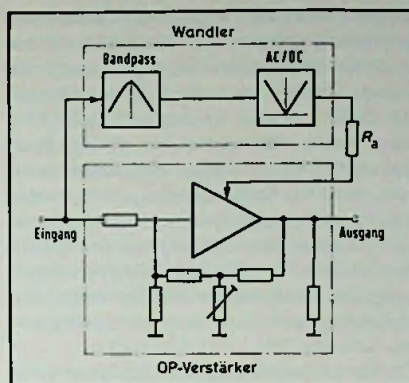 Wandler
Bandpass
AC/DC
Ra
Eingang
Ausgang
OP-Verstärker